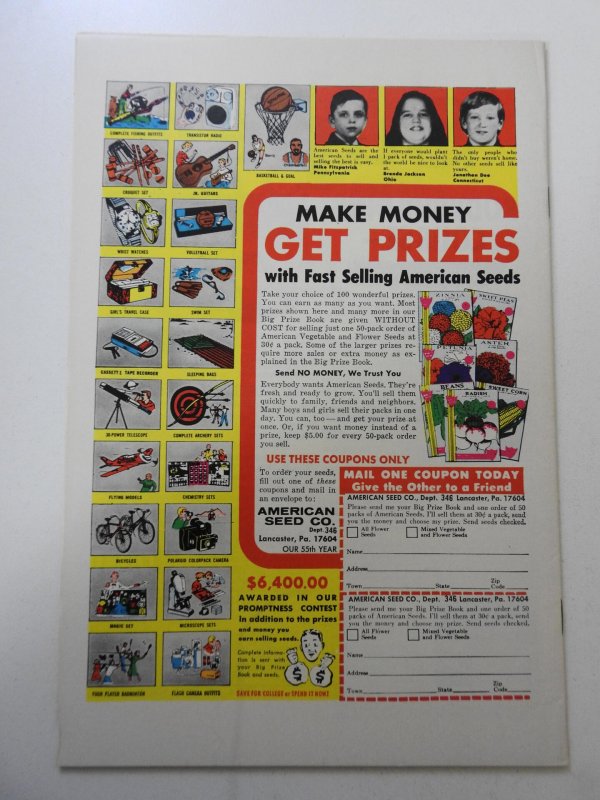 COMPLETE FISHING OUTFITS
TRANSISTOR RADIO
CROQUET SET
JR. GUITARS
WRIST WATCHES
VOLLEYBALL SET
GIRL'S TRAVEL CASE
SWIM SET
CASSETTE TAPE RECORDER
SLEEPING BAGS
30-POWER TELESCOPE
COMPLETE ARCHERY SETS
FLYING MODELS
CHEMISTRY SETS
BICYCLES
POLAROID COLORPACK CAMERA
MAGIC SET
MICROSCOPE SETS
FOUR PLAYER BADMINTON
FLASH CAMERA OUTFITS
BASKETBALL & GOAL
American Seeds are the
best seeds to sell and
selling the best is easy.
Mike Fitzpatrick
Pennsylvania
If everyone would plant
1 pack of seeds, wouldn't
the world be nice to look
at.
Brenda Jackson
Ohio
The only people who
didn't buy weren't home.
No other seeds sell like
yours.
Jonathan Doe
Connecticut
MAKE MONEY
GET PRIZES
with Fast Selling American Seeds
Take your choice of 100 wonderful prizes.
You can earn as many as you want. Most
prizes shown here and many more in our
Big Prize Book are given WITHOUT
COST for selling just one 50-pack order of
American Vegetable and Flower Seeds at
30¢ a pack. Some of the larger prizes re-
quire more sales or extra money as ex-
plained in the Big Prize Book.
Send NO MONEY, We Trust You
Everybody wants American Seeds. They're
fresh and ready to grow. You'll sell them
quickly to family, friends and neighbors.
Many boys and girls sell their packs in one
day. You can, too — and get your prize at
once. Or, if you want money instead of a
prize, keep $5.00 for every 50-pack order
you sell.
ZINNIA
SWEET PEAS
PETUNIA
ASTER
BEANS
RADISH
SWEET CORN
USE THESE COUPONS ONLY
To order your seeds,
fill out one of these
coupons and mail in
an envelope to:
AMERICAN
SEED CO.
Dept. 346
Lancaster, Pa. 17604
OUR 55th YEAR
MAIL ONE COUPON TODAY
Give the Other to a Friend
AMERICAN SEED CO., Dept. 346 Lancaster, Pa. 17604
Please send me your Big Prize Book and one order of 50
packs of American Seeds. I'll sell them at 30¢ a pack, send
you the money and choose my prize. Send seeds checked.
All Flower Seeds
Mixed Vegetable and Flower Seeds
Name
Address
Town State Zip Code
AMERICAN SEED CO., Dept. 346 Lancaster, Pa. 17604
Please send me your Big Prize Book and one order of 50
packs of American Seeds. I'll sell them at 30¢ a pack, send
you the money and choose my prize. Send seeds checked.
All Flower Seeds
Mixed Vegetable and Flower Seeds
Name
Address
Town State Zip Code
$6,400.00
AWARDED IN OUR
PROMPTNESS CONTEST
In addition to the prizes
and money you
earn selling seeds.
Complete informa-
tion is sent with
your Big Prize
Book and seeds.
$ $
SAVE FOR COLLEGE or SPEND IT NOW!